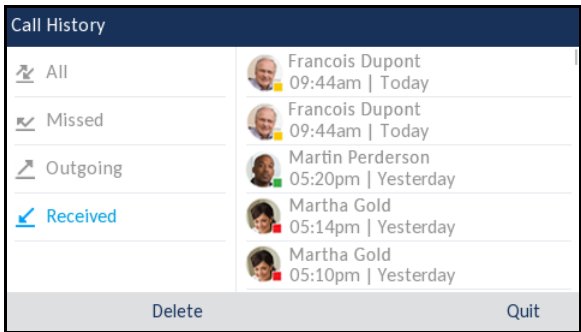 Call History
All
Missed
Outgoing
Received
Francois Dupont
09:44am | Today
Francois Dupont
09:44am | Today
Martin Perderson
05:20pm | Yesterday
Martha Gold
05:14pm | Yesterday
Martha Gold
05:10pm | Yesterday
Delete
Quit